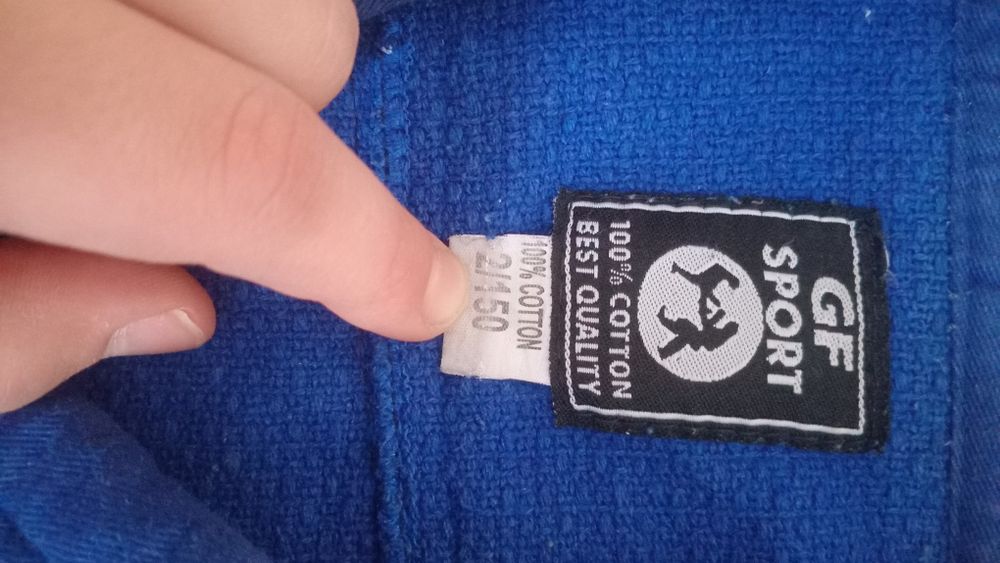 GF
SPORT
100% COTTON
BEST QUALITY
100% COTTON
2/150